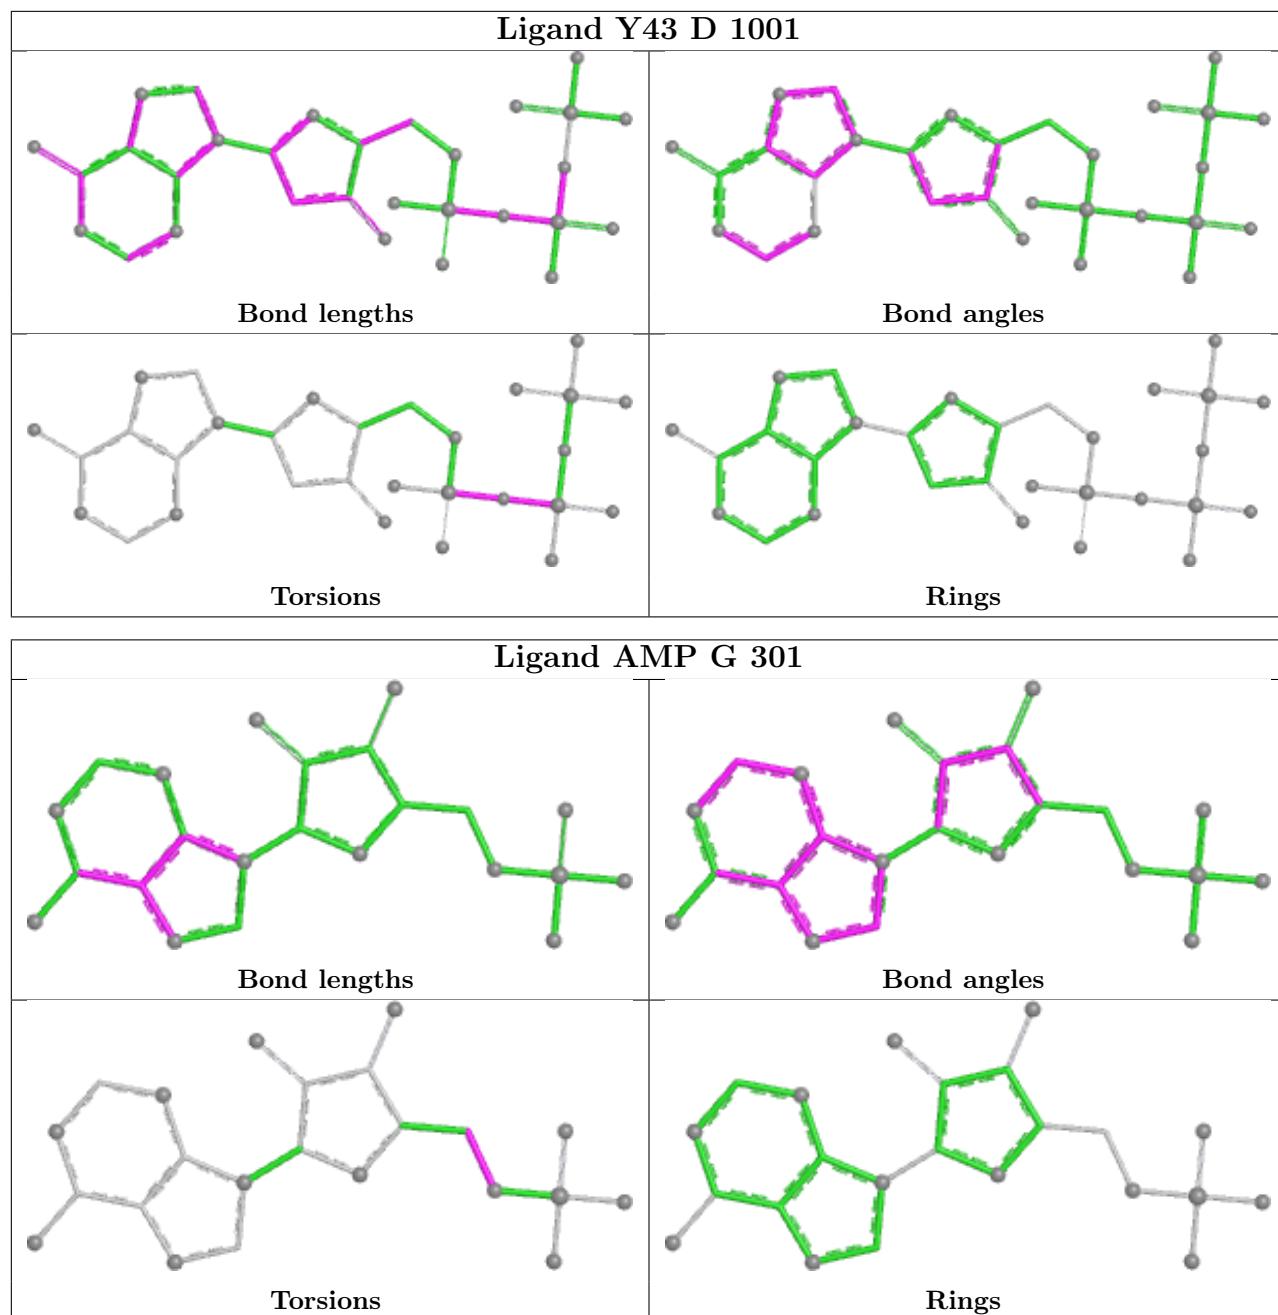 Ligand Y43 D 1001
Bond lengths
Bond angles
Torsions
Rings
Ligand AMP G 301
Bond lengths
Bond angles
Torsions
Rings